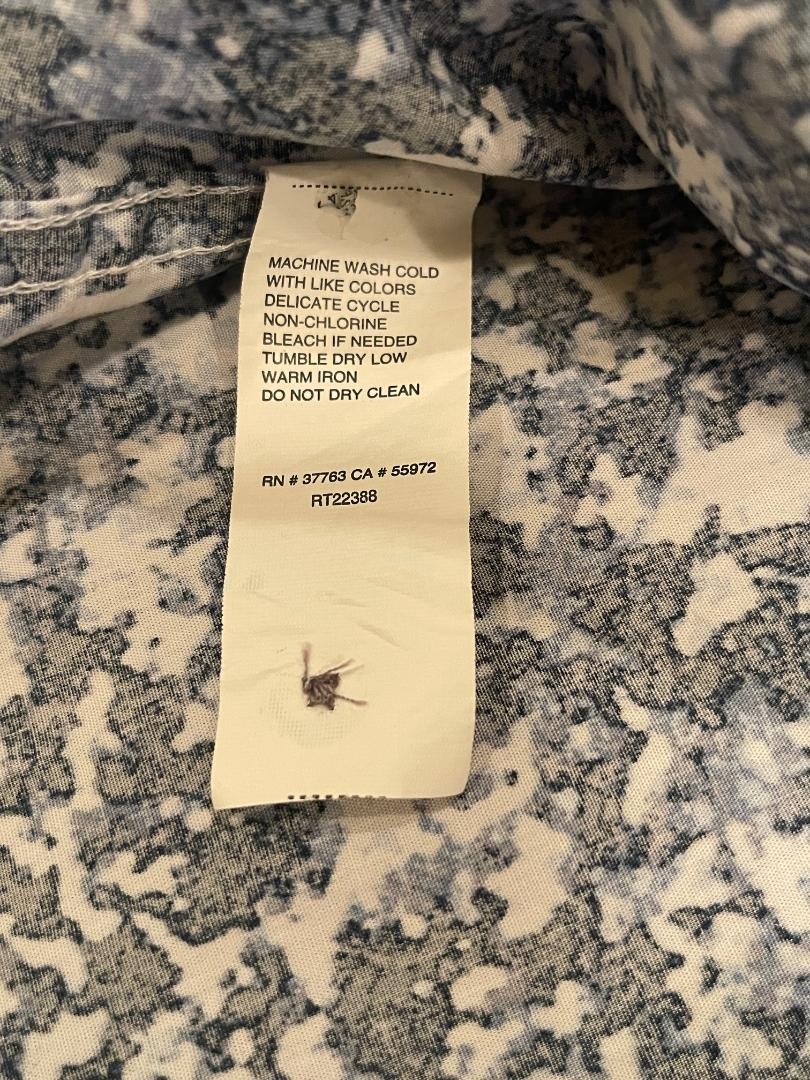 MACHINE WASH COLD
WITH LIKE COLORS
DELICATE CYCLE
NON-CHLORINE
BLEACH IF NEEDED
TUMBLE DRY LOW
WARM IRON
DO NOT DRY CLEAN
RN # 37763 CA # 55972
RT22388